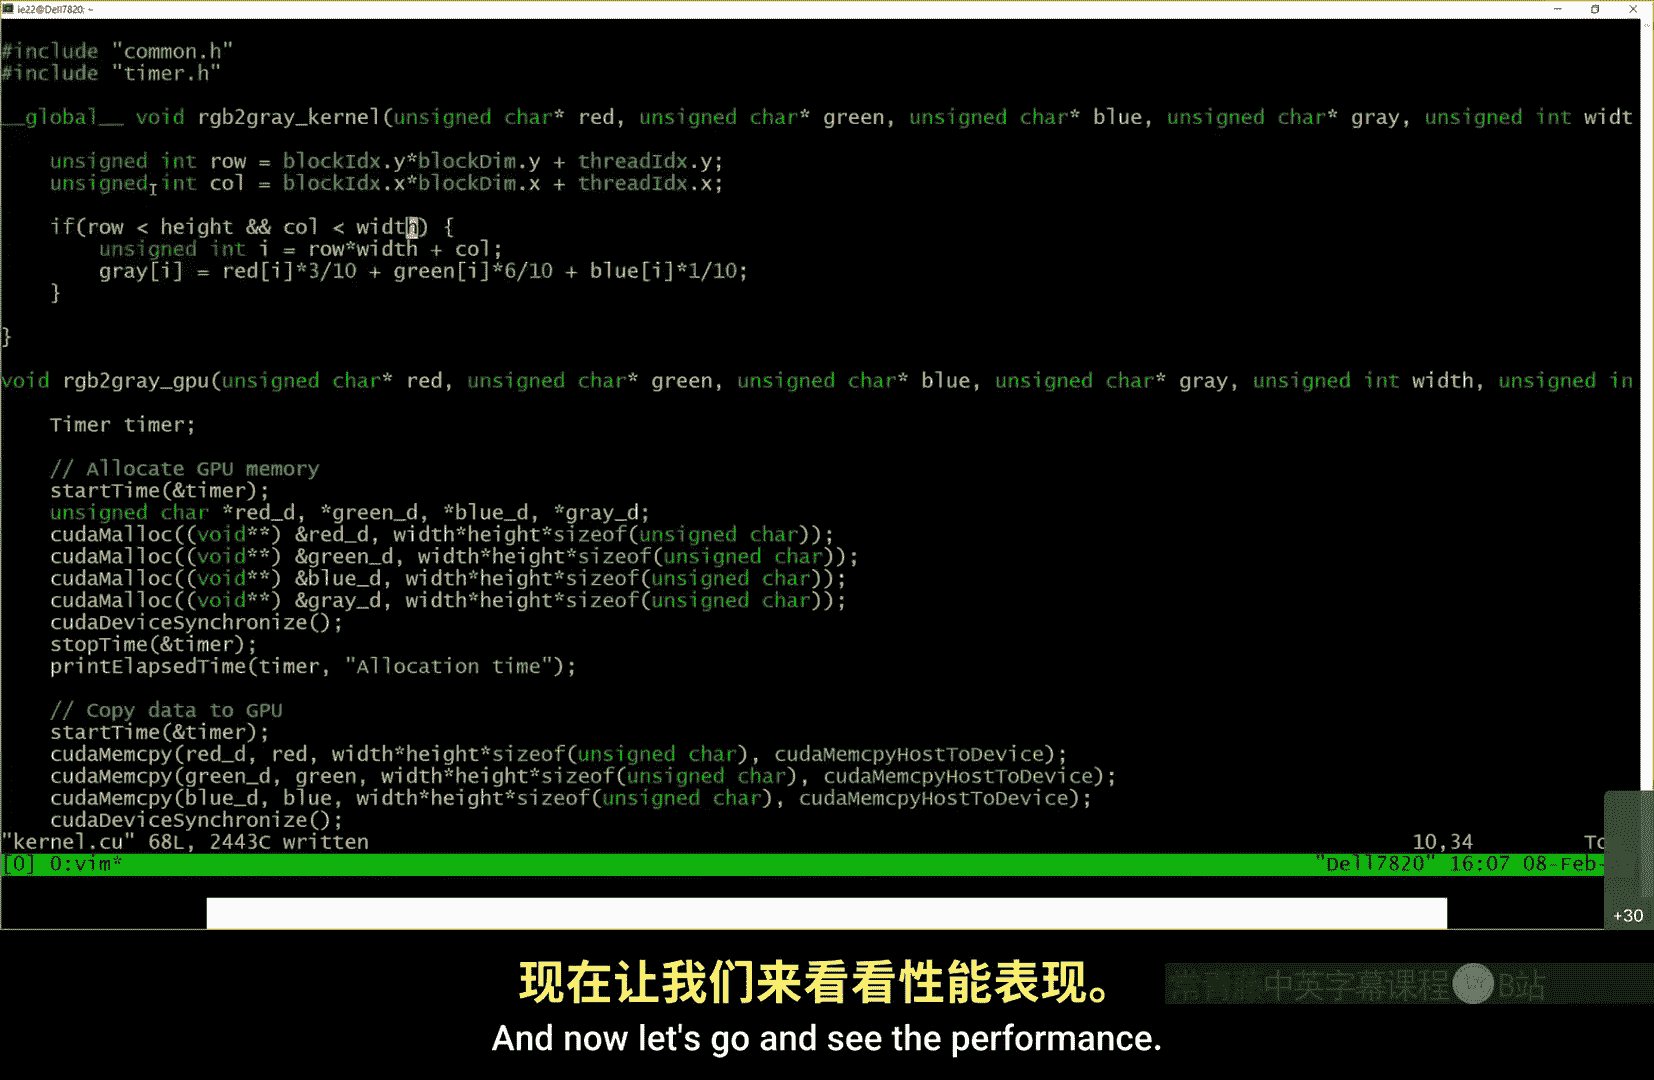 ie22@Dell7820: ~
#include "common.h"
#include "timer.h"
__global__ void rgb2gray_kernel(unsigned char* red, unsigned char* green, unsigned char* blue, unsigned char* gray, unsigned int widt
unsigned int row = blockIdx.y*blockDim.y + threadIdx.y;
unsigned int col = blockIdx.x*blockDim.x + threadIdx.x;
if(row < height && col < width) {
unsigned int i = row*width + col;
gray[i] = red[i]*3/10 + green[i]*6/10 + blue[i]*1/10;
}
}
void rgb2gray_gpu(unsigned char* red, unsigned char* green, unsigned char* blue, unsigned char* gray, unsigned int width, unsigned in
Timer timer;
// Allocate GPU memory
startTime(&timer);
unsigned char *red_d, *green_d, *blue_d, *gray_d;
cudaMalloc((void**) &red_d, width*height*sizeof(unsigned char));
cudaMalloc((void**) &green_d, width*height*sizeof(unsigned char));
cudaMalloc((void**) &blue_d, width*height*sizeof(unsigned char));
cudaMalloc((void**) &gray_d, width*height*sizeof(unsigned char));
cudaDeviceSynchronize();
stopTime(&timer);
printElapsedTime(timer, "Allocation time");
// Copy data to GPU
startTime(&timer);
cudaMemcpy(red_d, red, width*height*sizeof(unsigned char), cudaMemcpyHostToDevice);
cudaMemcpy(green_d, green, width*height*sizeof(unsigned char), cudaMemcpyHostToDevice);
cudaMemcpy(blue_d, blue, width*height*sizeof(unsigned char), cudaMemcpyHostToDevice);
cudaDeviceSynchronize();
"kernel.cu" 68L, 2443C written 10,34 To
[0] 0:vim* "Dell7820" 16:07 08-Feb-
+30
现在让我们来看看性能表现。
中英字幕课程 B站
And now let's go and see the performance.